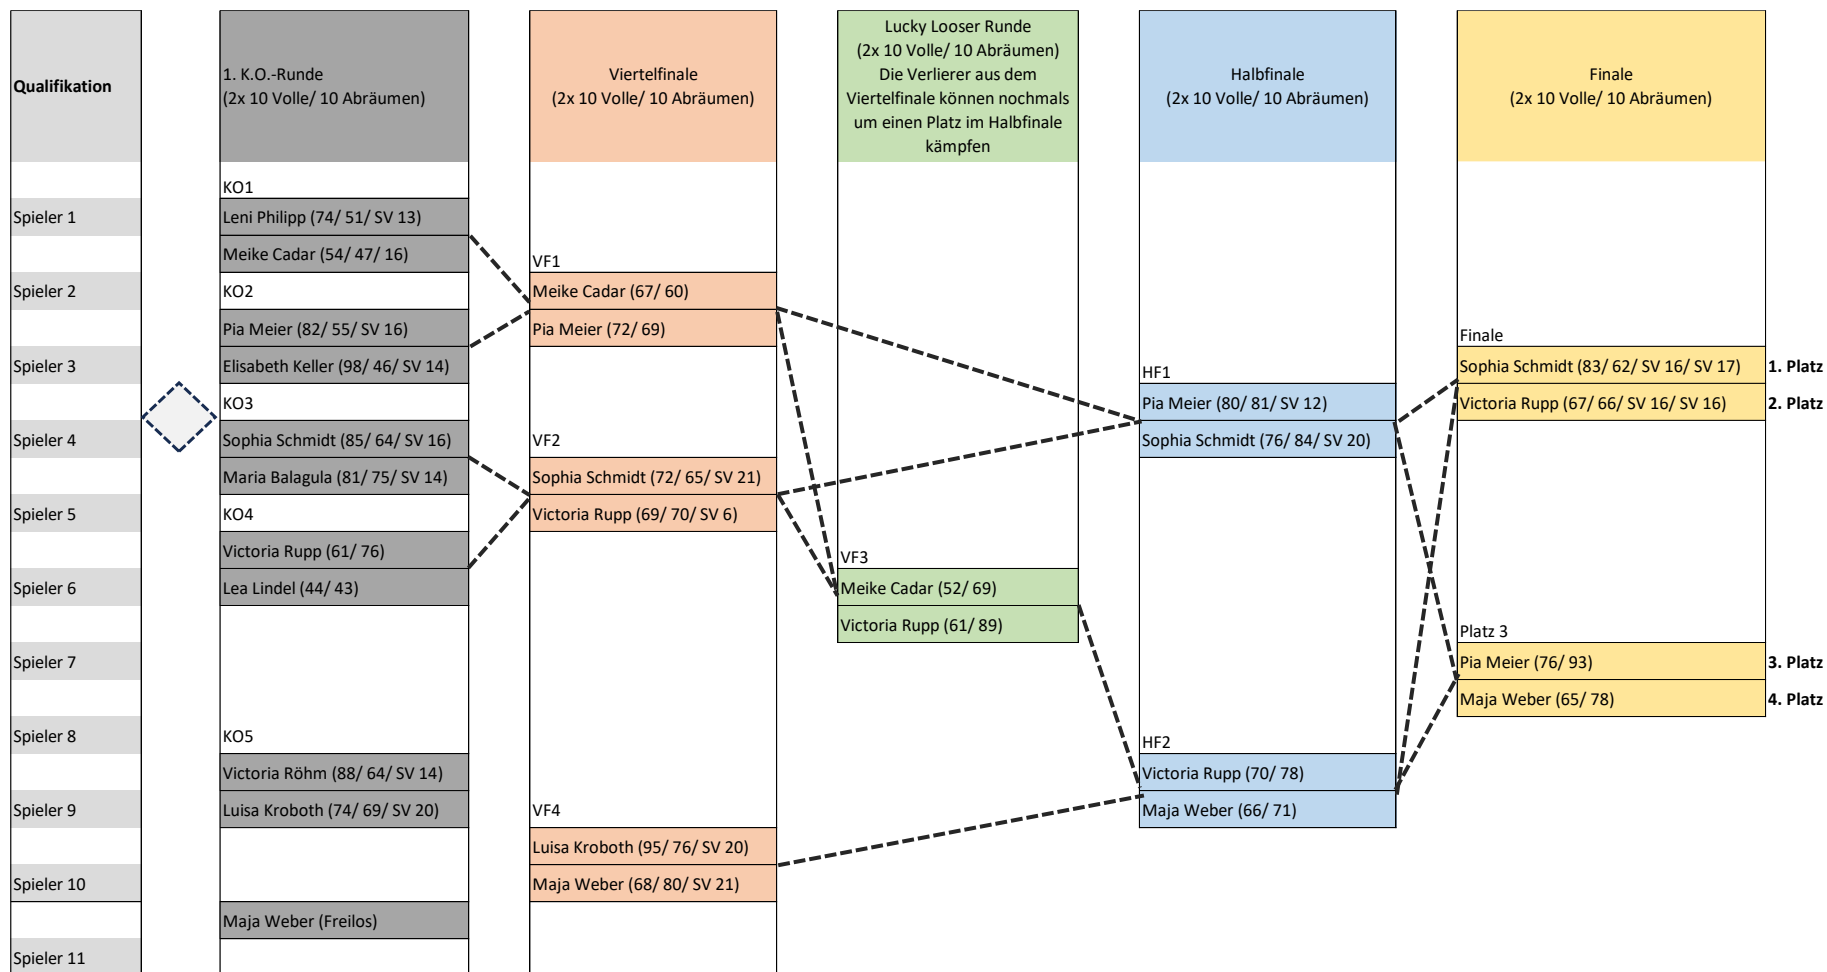 Qualifikation
1. K.O.-Runde
(2x 10 Volle/ 10 Abräumen)
Viertelfinale
(2x 10 Volle/ 10 Abräumen)
Lucky Looser Runde
(2x 10 Volle/ 10 Abräumen)
Die Verlierer aus dem
Viertelfinale können nochmals
um einen Platz im Halbfinale
kämpfen
Halbfinale
(2x 10 Volle/ 10 Abräumen)
Finale
(2x 10 Volle/ 10 Abräumen)
Spieler 1
Spieler 2
Spieler 3
Spieler 4
Spieler 5
Spieler 6
Spieler 7
Spieler 8
Spieler 9
Spieler 10
Spieler 11
KO1
Leni Philipp (74/ 51/ SV 13)
Meike Cadar (54/ 47/ 16)
KO2
Pia Meier (82/ 55/ SV 16)
Elisabeth Keller (98/ 46/ SV 14)
KO3
Sophia Schmidt (85/ 64/ SV 16)
Maria Balagula (81/ 75/ SV 14)
KO4
Victoria Rupp (61/ 76)
Lea Lindel (44/ 43)
KO5
Victoria Röhm (88/ 64/ SV 14)
Luisa Kroboth (74/ 69/ SV 20)
Maja Weber (Freilos)
VF1
Meike Cadar (67/ 60)
Pia Meier (72/ 69)
VF2
Sophia Schmidt (72/ 65/ SV 21)
Victoria Rupp (69/ 70/ SV 6)
VF4
Luisa Kroboth (95/ 76/ SV 20)
Maja Weber (68/ 80/ SV 21)
VF3
Meike Cadar (52/ 69)
Victoria Rupp (61/ 89)
HF1
Pia Meier (80/ 81/ SV 12)
Sophia Schmidt (76/ 84/ SV 20)
HF2
Victoria Rupp (70/ 78)
Maja Weber (66/ 71)
Finale
Sophia Schmidt (83/ 62/ SV 16/ SV 17)
1. Platz
Victoria Rupp (67/ 66/ SV 16/ SV 16)
2. Platz
Platz 3
Pia Meier (76/ 93)
3. Platz
Maja Weber (65/ 78)
4. Platz